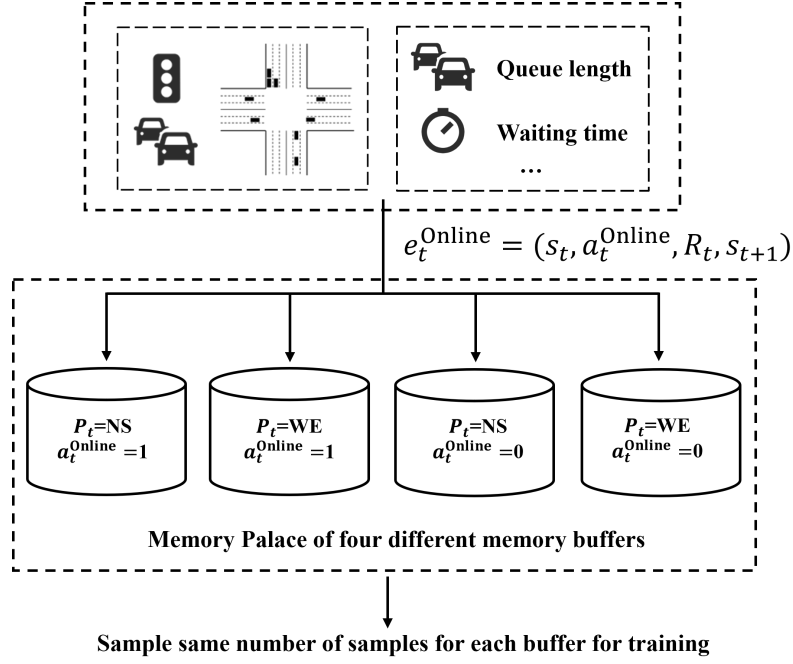 Queue length
Waiting time
...
e_t^Online = (s_t, a_t^Online, R_t, s_{t+1})
P_t=NS
a_t^Online =1
P_t=WE
a_t^Online =1
P_t=NS
a_t^Online =0
P_t=WE
a_t^Online =0
Memory Palace of four different memory buffers
Sample same number of samples for each buffer for training